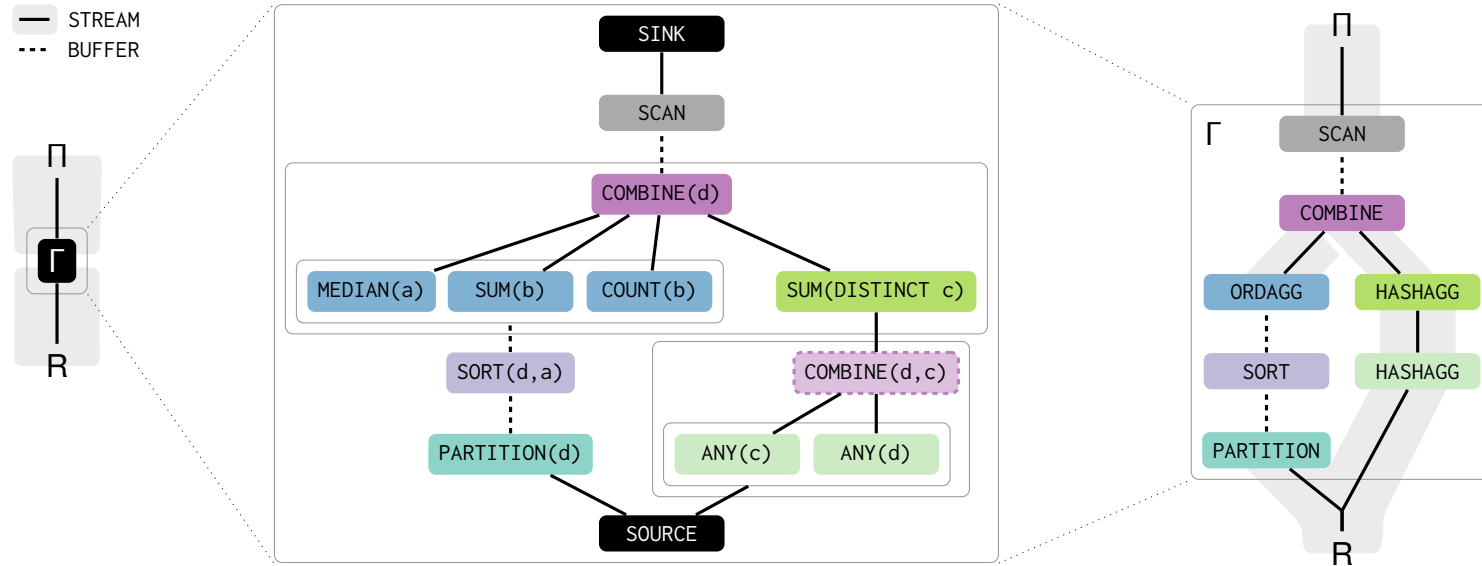 STREAM
BUFFER
Π
Γ
R
SINK
SCAN
COMBINE(d)
MEDIAN(a) SUM(b) COUNT(b) SUM(DISTINCT c)
SORT(d,a) COMBINE(d,c)
PARTITION(d) ANY(c) ANY(d)
SOURCE
Π
Γ SCAN
COMBINE
ORDAGG HASHAGG
SORT HASHAGG
PARTITION
R